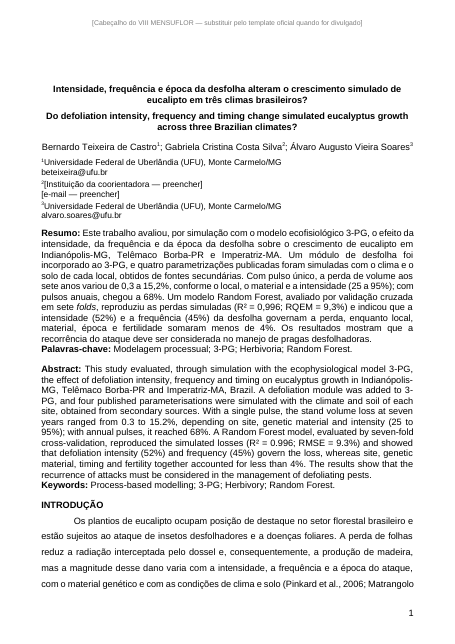 [Cabeçalho do VIII MENSUFLOR — substituir pelo template oficial quando for divulgado]
Intensidade, frequência e época da desfolha alteram o crescimento simulado de
eucalipto em três climas brasileiros?
Do defoliation intensity, frequency and timing change simulated eucalyptus growth
across three Brazilian climates?
Bernardo Teixeira de Castro¹; Gabriela Cristina Costa Silva²; Álvaro Augusto Vieira Soares³
¹Universidade Federal de Uberlândia (UFU), Monte Carmelo/MG
beteixeira@ufu.br
²[Instituição da coorientadora — preencher]
[e-mail — preencher]
³Universidade Federal de Uberlândia (UFU), Monte Carmelo/MG
alvaro.soares@ufu.br
Resumo: Este trabalho avaliou, por simulação com o modelo ecofisiológico 3-PG, o efeito da
intensidade, da frequência e da época da desfolha sobre o crescimento de eucalipto em
Indianópolis-MG, Telêmaco Borba-PR e Imperatriz-MA. Um módulo de desfolha foi
incorporado ao 3-PG, e quatro parametrizações publicadas foram simuladas com o clima e o
solo de cada local, obtidos de fontes secundárias. Com pulso único, a perda de volume aos
sete anos variou de 0,3 a 15,2%, conforme o local, o material e a intensidade (25 a 95%); com
pulsos anuais, chegou a 68%. Um modelo Random Forest, avaliado por validação cruzada
em sete folds, reproduziu as perdas simuladas (R² = 0,996; RQEM = 9,3%) e indicou que a
intensidade (52%) e a frequência (45%) da desfolha governam a perda, enquanto local,
material, época e fertilidade somaram menos de 4%. Os resultados mostram que a
recorrência do ataque deve ser considerada no manejo de pragas desfolhadoras.
Palavras-chave: Modelagem processual; 3-PG; Herbivoria; Random Forest.
Abstract: This study evaluated, through simulation with the ecophysiological model 3-PG,
the effect of defoliation intensity, frequency and timing on eucalyptus growth in Indianópolis-
MG, Telêmaco Borba-PR and Imperatriz-MA, Brazil. A defoliation module was added to 3-
PG, and four published parameterisations were simulated with the climate and soil of each
site, obtained from secondary sources. With a single pulse, the stand volume loss at seven
years ranged from 0.3 to 15.2%, depending on site, genetic material and intensity (25 to
95%); with annual pulses, it reached 68%. A Random Forest model, evaluated by seven-fold
cross-validation, reproduced the simulated losses (R² = 0.996; RMSE = 9.3%) and showed
that defoliation intensity (52%) and frequency (45%) govern the loss, whereas site, genetic
material, timing and fertility together accounted for less than 4%. The results show that the
recurrence of attacks must be considered in the management of defoliating pests.
Keywords: Process-based modelling; 3-PG; Herbivory; Random Forest.
INTRODUÇÃO
Os plantios de eucalipto ocupam posição de destaque no setor florestal brasileiro e
estão sujeitos ao ataque de insetos desfolhadores e a doenças foliares. A perda de folhas
reduz a radiação interceptada pelo dossel e, consequentemente, a produção de madeira,
mas a magnitude desse dano varia com a intensidade, a frequência e a época do ataque,
com o material genético e com as condições de clima e solo (Pinkard et al., 2006; Matrangolo
1